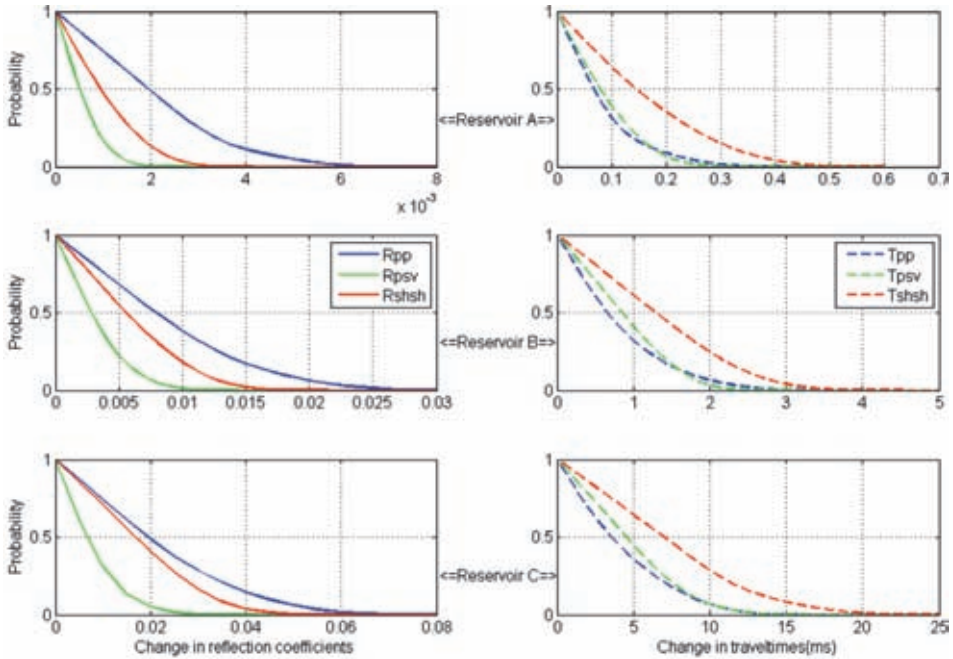 1
0.5
0
Probability
0 2 4 6 8
x 10⁻³
<=Reservoir A=>
0 0.1 0.2 0.3 0.4 0.5 0.6 0.7
1
0.5
0
1
0.5
0
Probability
Rpp
Rpsv
Rshsh
0 0.005 0.01 0.015 0.02 0.025 0.03
<=Reservoir B=>
1
0.5
0
Tpp
Tpsv
Tshsh
0 1 2 3 4 5
1
0.5
0
Probability
0 0.02 0.04 0.06 0.08
Change in reflection coefficients
<=Reservoir C=>
1
0.5
0
0 5 10 15 20 25
Change in traveltimes(ms)